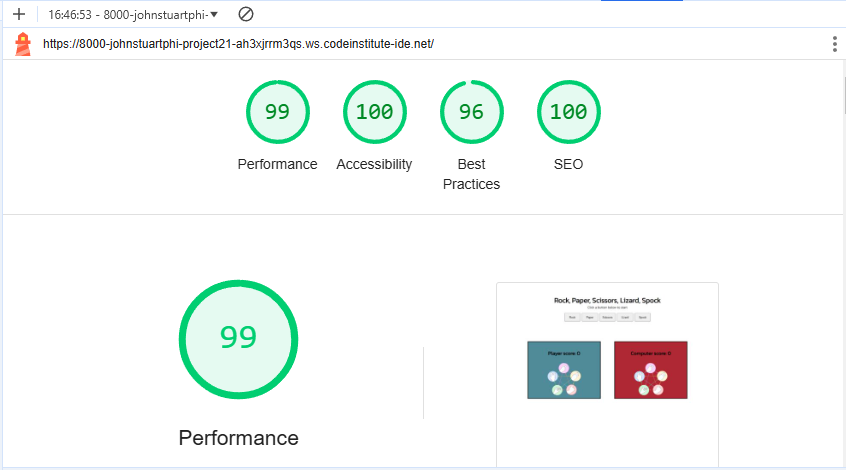 16:46:53 - 8000-johnstuartphi-
https://8000-johnstuartphi-project21-ah3xjrrm3qs.ws.codeinstitute-ide.net/
99 100 96 100
Performance Accessibility Best Practices SEO
99
Performance
Rock, Paper, Scissors, Lizard, Spock
Rock Paper Scissors Lizard Spock
Player score: 0 Computer score: 0